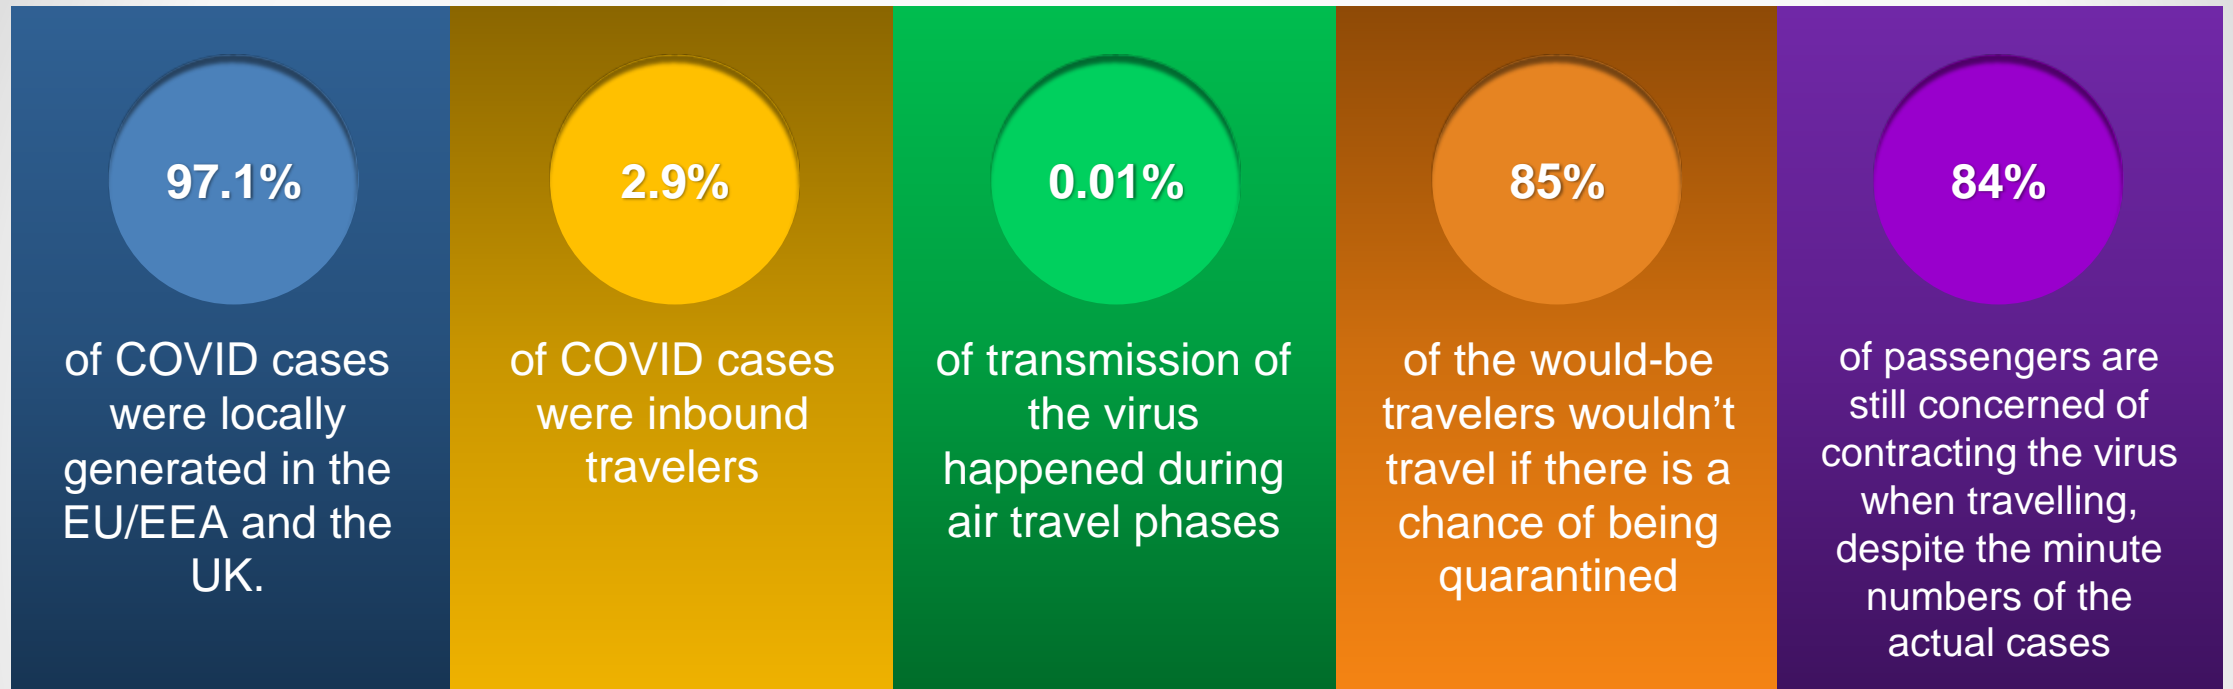 97.1%
of COVID cases
were locally
generated in the
EU/EEA and the
UK.
2.9%
of COVID cases
were inbound
travelers
0.01%
of transmission of
the virus
happened during
air travel phases
85%
of the would-be
travelers wouldn’t
travel if there is a
chance of being
quarantined
84%
of passengers are
still concerned of
contracting the virus
when travelling,
despite the minute
numbers of the
actual cases